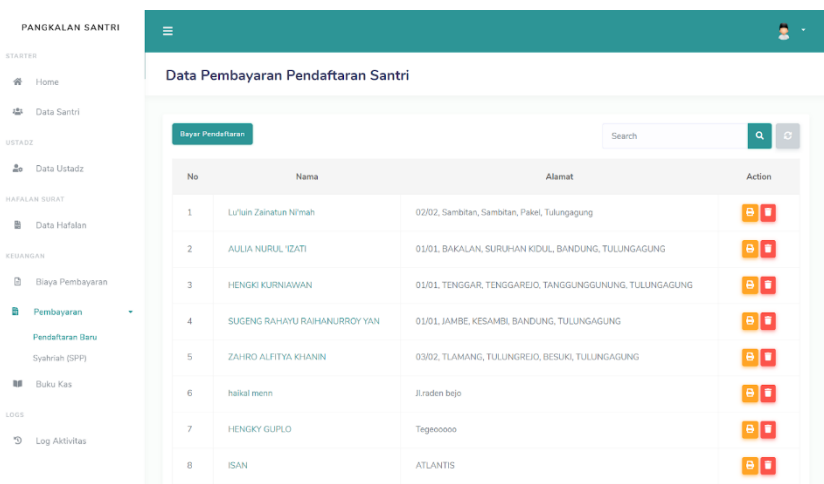 PANGKALAN SANTRI
STARTER
Home
Data Santri
USTADZ
Data Ustadz
HAFALAN SURAT
Data Hafalan
KEUANGAN
Biaya Pembayaran
Pembayaran
Pendaftaran Baru
Syahriah (SPP)
Buku Kas
LOGS
Log Aktivitas
Data Pembayaran Pendaftaran Santri
Bayar Pendaftaran
Search
No Nama Alamat Action
1 Lu'luin Zainatun Ni'mah 02/02, Sambitan, Sambitan, Pakel, Tulungagung
2 AULIA NURUL 'IZATI 01/01, BAKALAN, SURUHAN KIDUL, BANDUNG, TULUNGAGUNG
3 HENGKI KURNIAWAN 01/01, TENGGAR, TENGGAREJO, TANGGUNGGUNUNG, TULUNGAGUNG
4 SUGENG RAHAYU RAIHANURROY YAN 01/01, JAMBE, KESAMBI, BANDUNG, TULUNGAGUNG
5 ZAHRO ALFITYA KHANIN 03/02, TLAMANG, TULUNGREJO, BESUKI, TULUNGAGUNG
6 haikal menn Jl.raden bejo
7 HENGKY GUPLO Tegeooooo
8 ISAN ATLANTIS